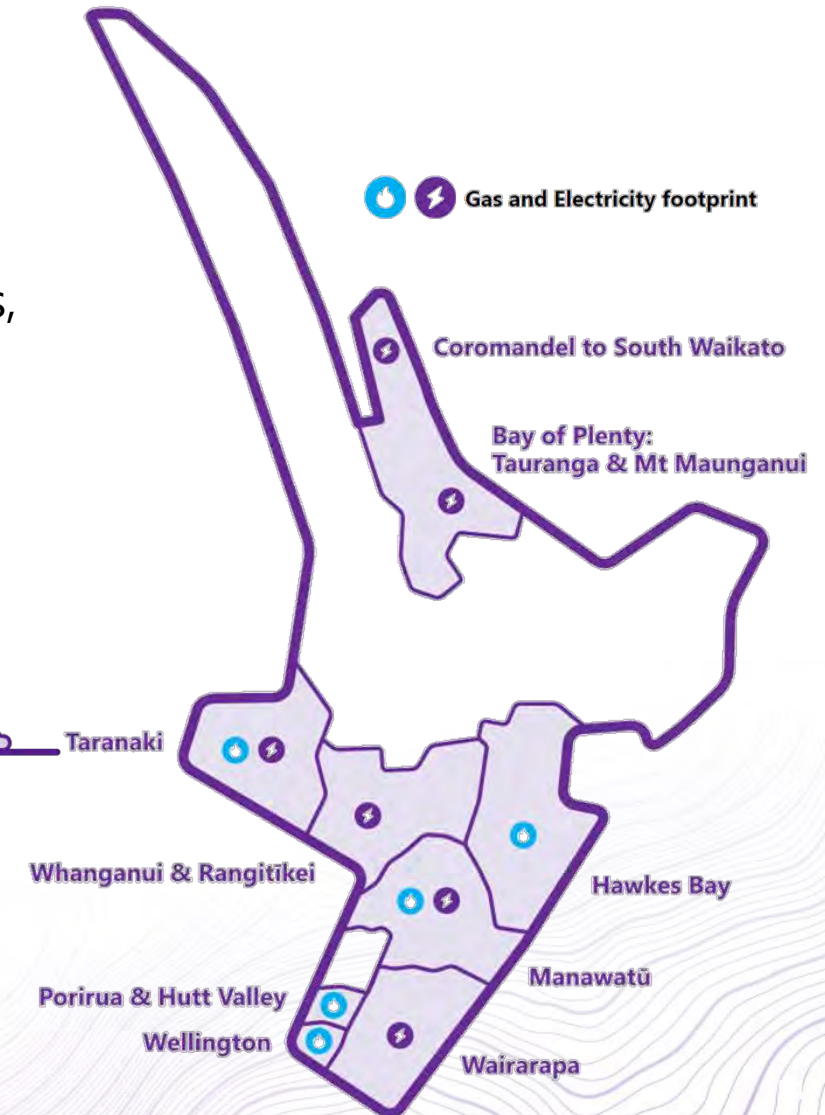 Gas and Electricity footprint
s,
Coromandel to South Waikato
Bay of Plenty:
Tauranga & Mt Maunganui
Taranaki
Whanganui & Rangitīkei
Hawkes Bay
Manawatū
Porirua & Hutt Valley
Wellington
Wairarapa